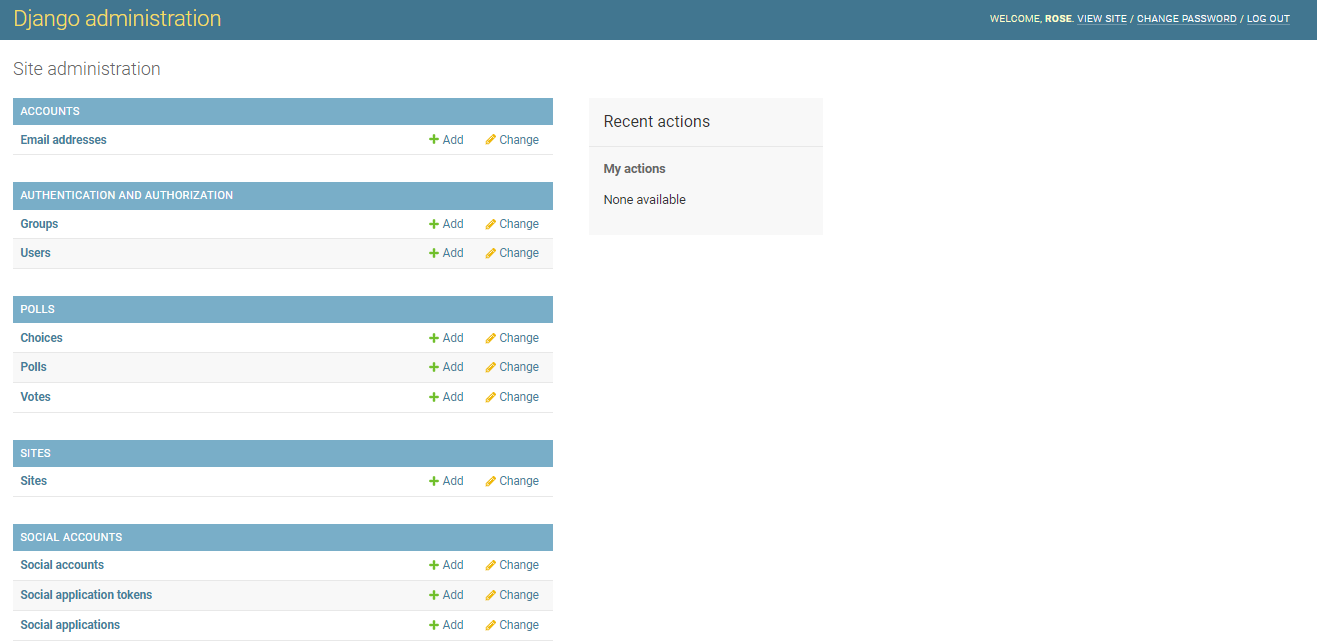 Django administration
WELCOME, ROSE. VIEW SITE / CHANGE PASSWORD / LOG OUT
Site administration
ACCOUNTS
Email addresses Add Change
AUTHENTICATION AND AUTHORIZATION
Groups Add Change
Users Add Change
POLLS
Choices Add Change
Polls Add Change
Votes Add Change
SITES
Sites Add Change
SOCIAL ACCOUNTS
Social accounts Add Change
Social application tokens Add Change
Social applications Add Change
Recent actions
My actions
None available